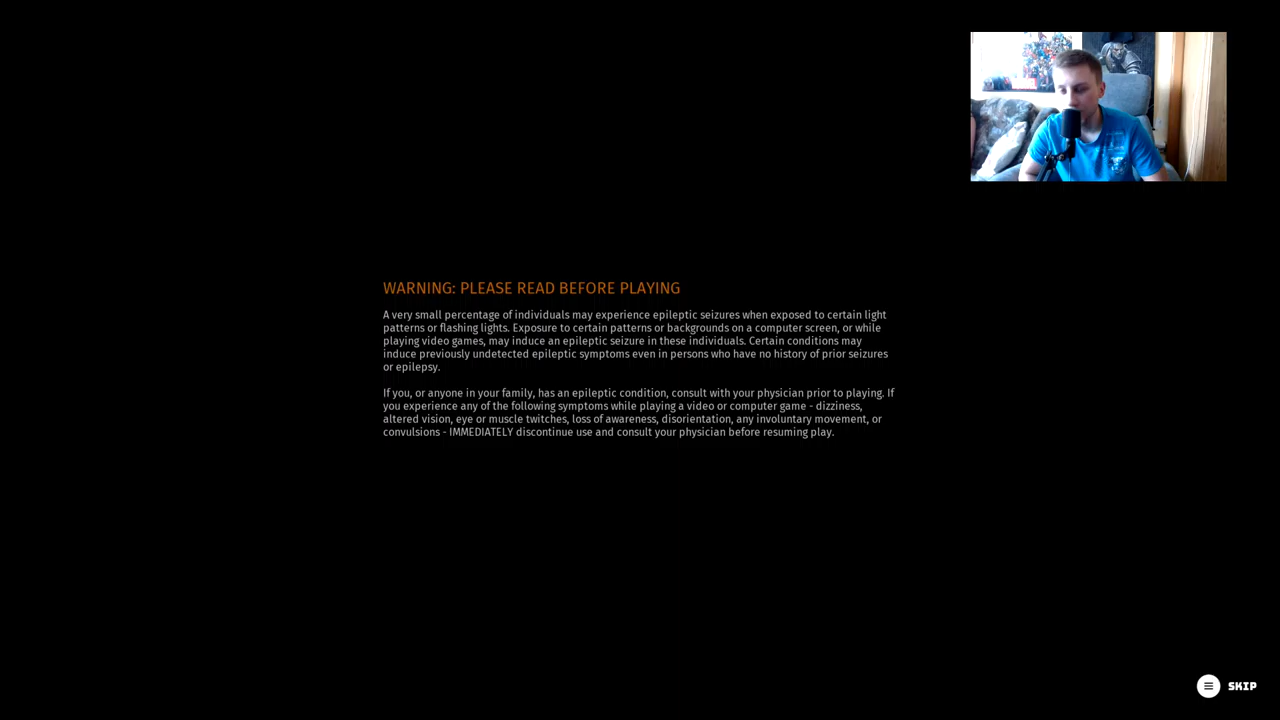 WARNING: PLEASE READ BEFORE PLAYING
A very small percentage of individuals may experience epileptic seizures when exposed to certain light
patterns or flashing lights. Exposure to certain patterns or backgrounds on a computer screen, or while
playing video games, may induce an epileptic seizure in these individuals. Certain conditions may
induce previously undetected epileptic symptoms even in persons who have no history of prior seizures
or epilepsy.
If you, or anyone in your family, has an epileptic condition, consult with your physician prior to playing. If
you experience any of the following symptoms while playing a video or computer game - dizziness,
altered vision, eye or muscle twitches, loss of awareness, disorientation, any involuntary movement, or
convulsions - IMMEDIATELY discontinue use and consult your physician before resuming play.
SKIP